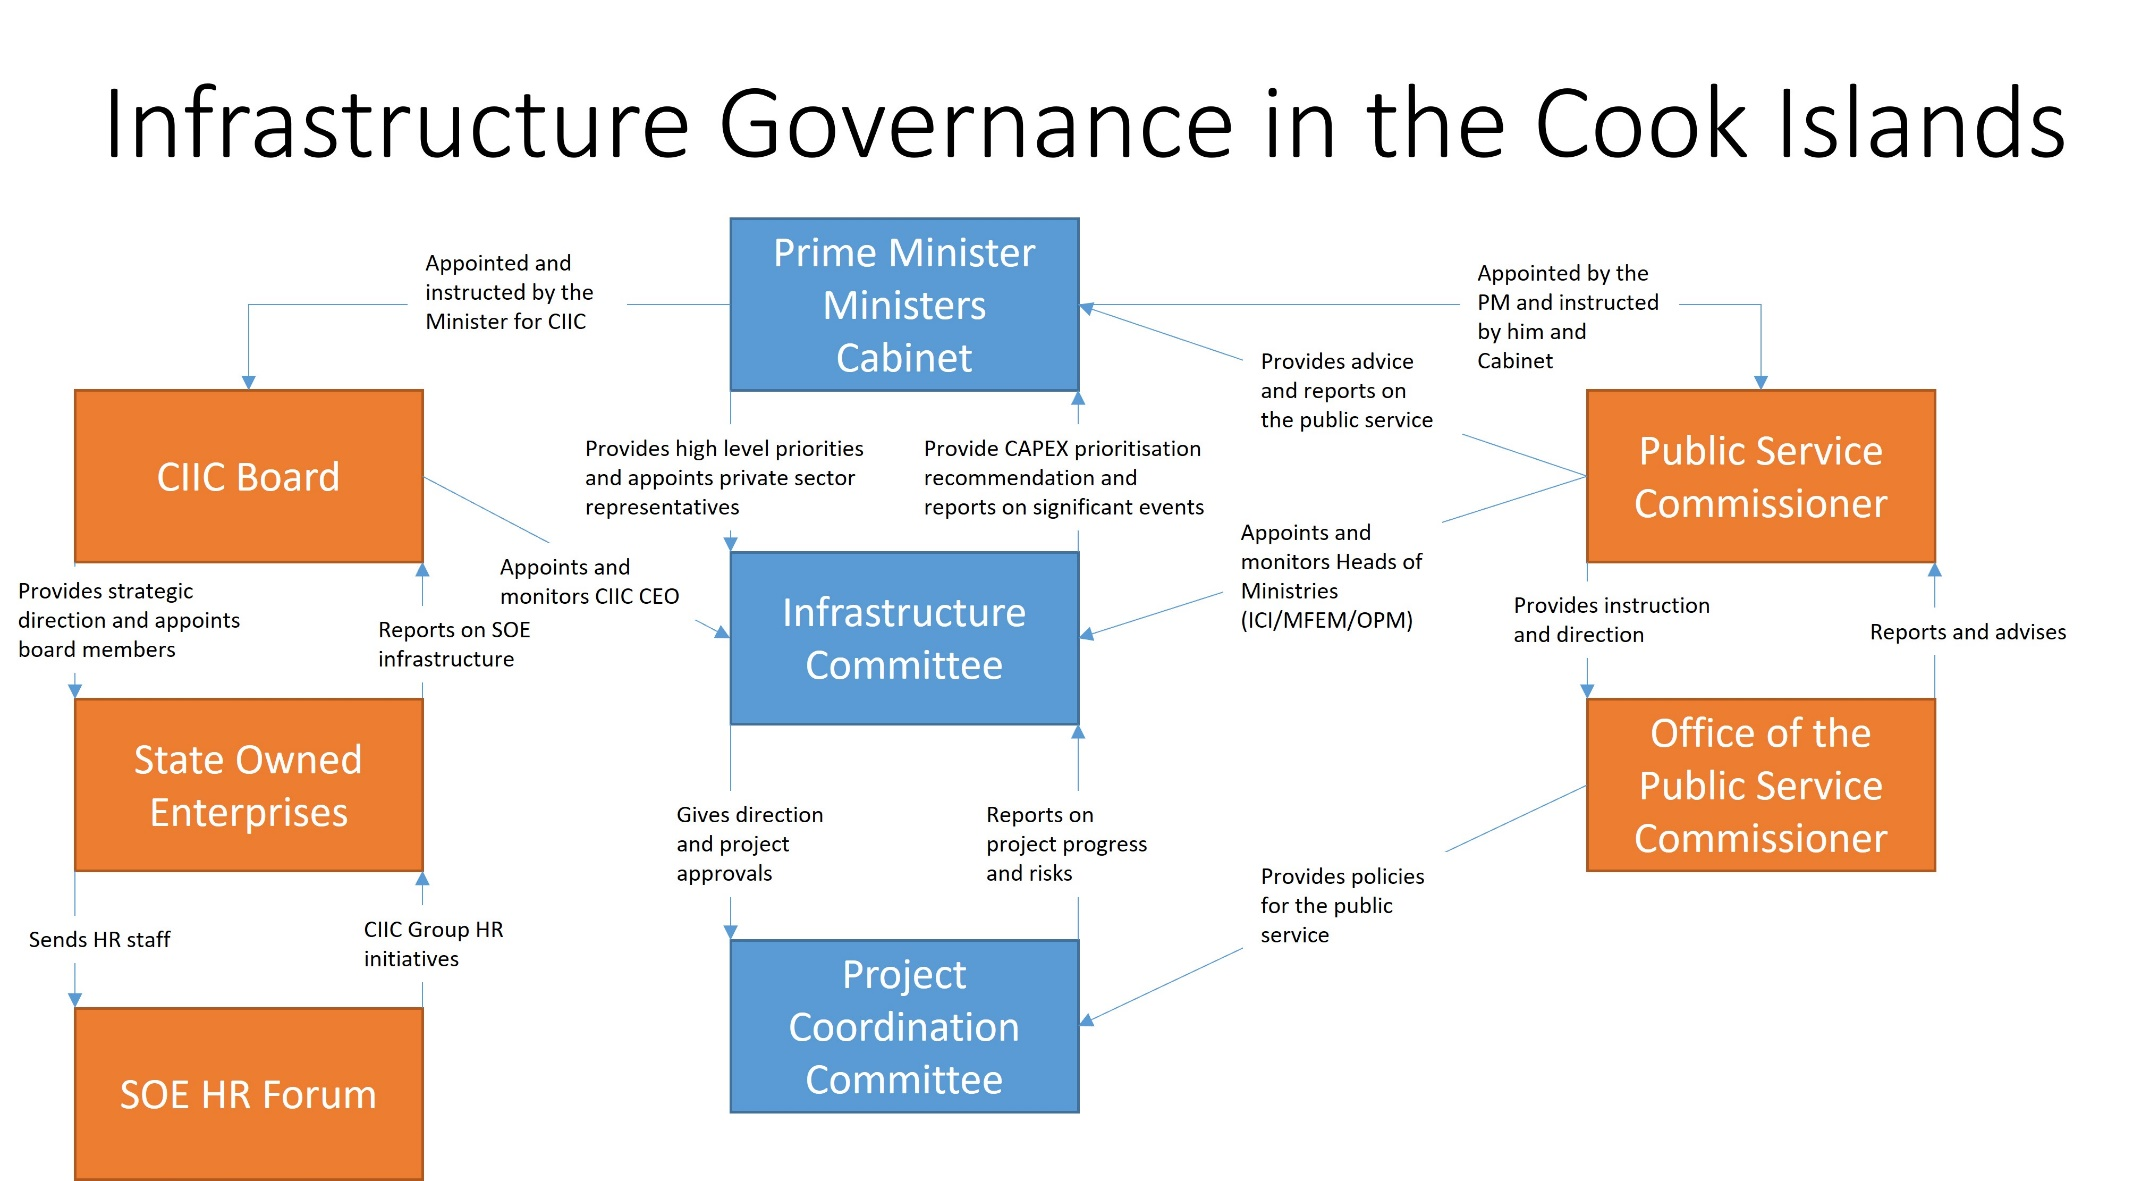 Infrastructure Governance in the Cook Islands
Prime Minister
Ministers
Cabinet
Appointed and
instructed by the
Minister for CIIC
Appointed by the
PM and instructed
by him and
Cabinet
Provides advice
and reports on
the public service
CIIC Board
Provides high level priorities
and appoints private sector
representatives
Provide CAPEX prioritisation
recommendation and
reports on significant events
Public Service
Commissioner
Appoints and
monitors CIIC CEO
Appoints and
monitors Heads of
Ministries
(ICI/MFEM/OPM)
Provides strategic
direction and appoints
board members
Reports on SOE
infrastructure
Infrastructure
Committee
Provides instruction
and direction
Reports and advises
State Owned
Enterprises
Office of the
Public Service
Commissioner
Gives direction
and project
approvals
Reports on
project progress
and risks
Provides policies
for the public
service
Sends HR staff
CIIC Group HR
initiatives
Project
Coordination
Committee
SOE HR Forum